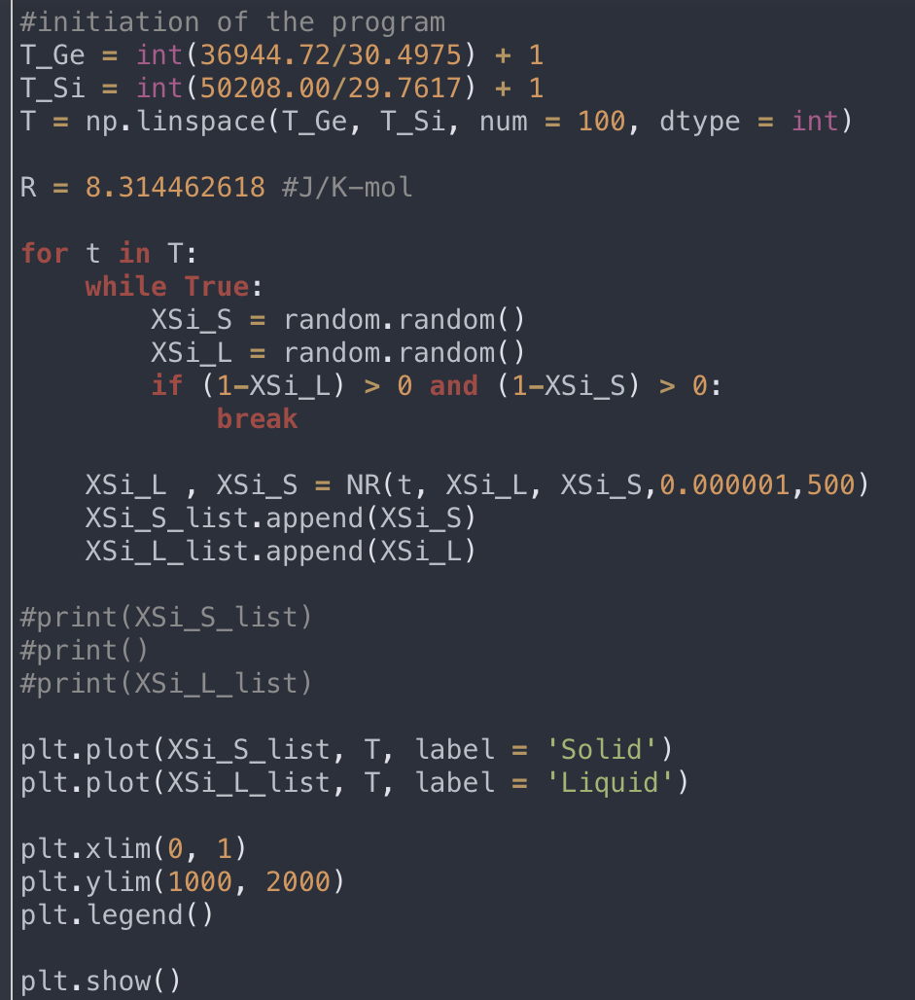 #initiation of the program
T_Ge = int(36944.72/30.4975) + 1
T_Si = int(50208.00/29.7617) + 1
T = np.linspace(T_Ge, T_Si, num = 100, dtype = int)
R = 8.314462618 #J/K-mol
for t in T:
    while True:
        XSi_S = random.random()
        XSi_L = random.random()
        if (1-XSi_L) > 0 and (1-XSi_S) > 0:
            break
    XSi_L , XSi_S = NR(t, XSi_L, XSi_S,0.000001,500)
    XSi_S_list.append(XSi_S)
    XSi_L_list.append(XSi_L)
#print(XSi_S_list)
#print()
#print(XSi_L_list)
plt.plot(XSi_S_list, T, label = 'Solid')
plt.plot(XSi_L_list, T, label = 'Liquid')
plt.xlim(0, 1)
plt.ylim(1000, 2000)
plt.legend()
plt.show()